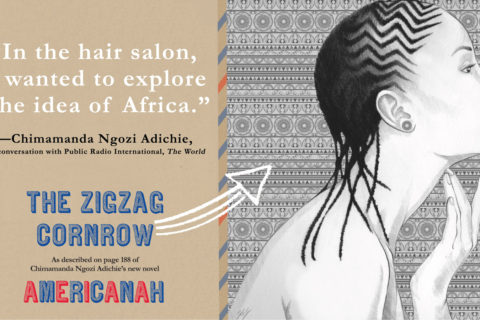 In the hair salon,
wanted to explore
he idea of Africa.”
—Chimamanda Ngozi Adichie,
conversation with Public Radio International, The World
THE ZIGZAG
CORNROW
As described on page 188 of
Chimamanda Ngozi Adichie's new novel
AMERICANAH